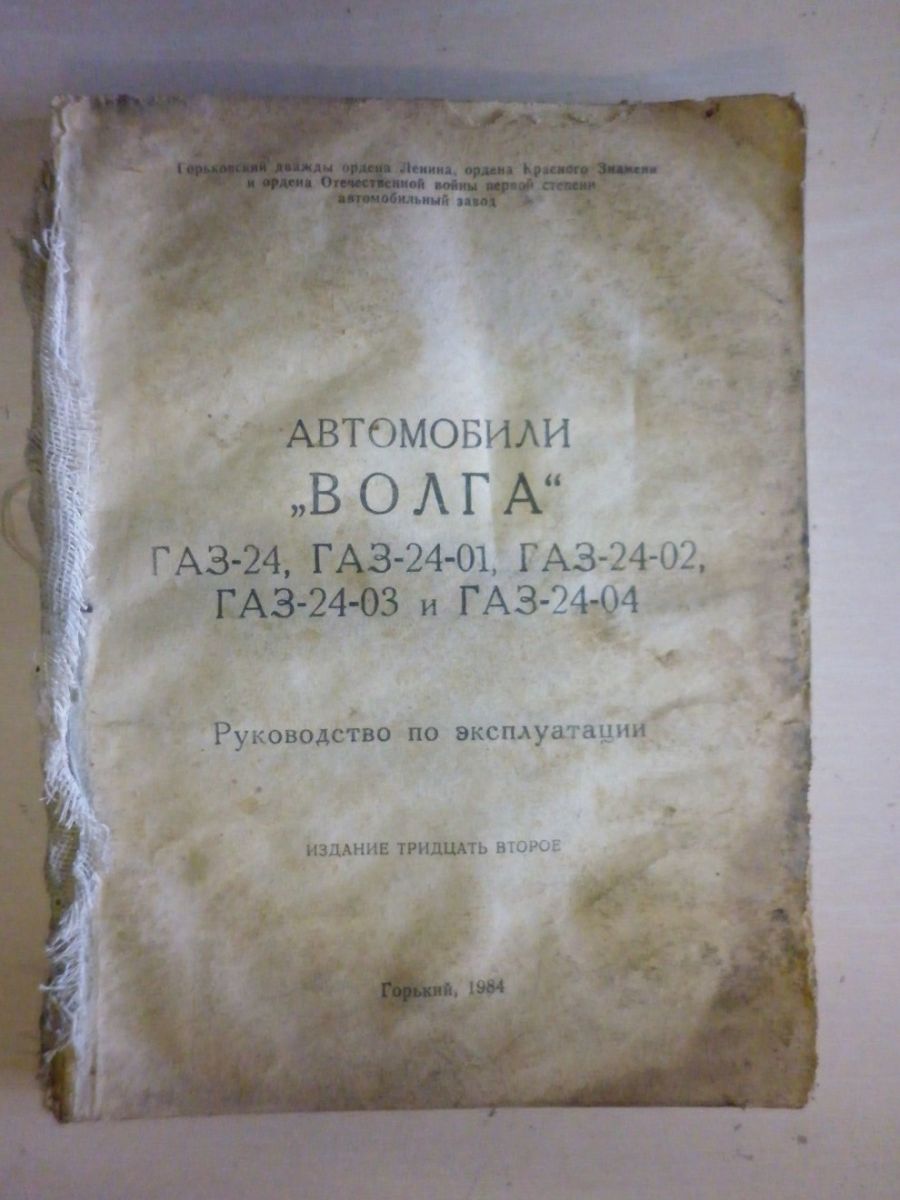 Горьковский дважды ордена Ленина, ордена Красного Знамени
и ордена Отечественной войны первой степени
автомобильный завод
АВТОМОБИЛИ
„ВОЛГА“
ГАЗ-24, ГАЗ-24-01, ГАЗ-24-02,
ГАЗ-24-03 и ГАЗ-24-04
Руководство по эксплуатации
ИЗДАНИЕ ТРИДЦАТЬ ВТОРОЕ
Горький, 1984